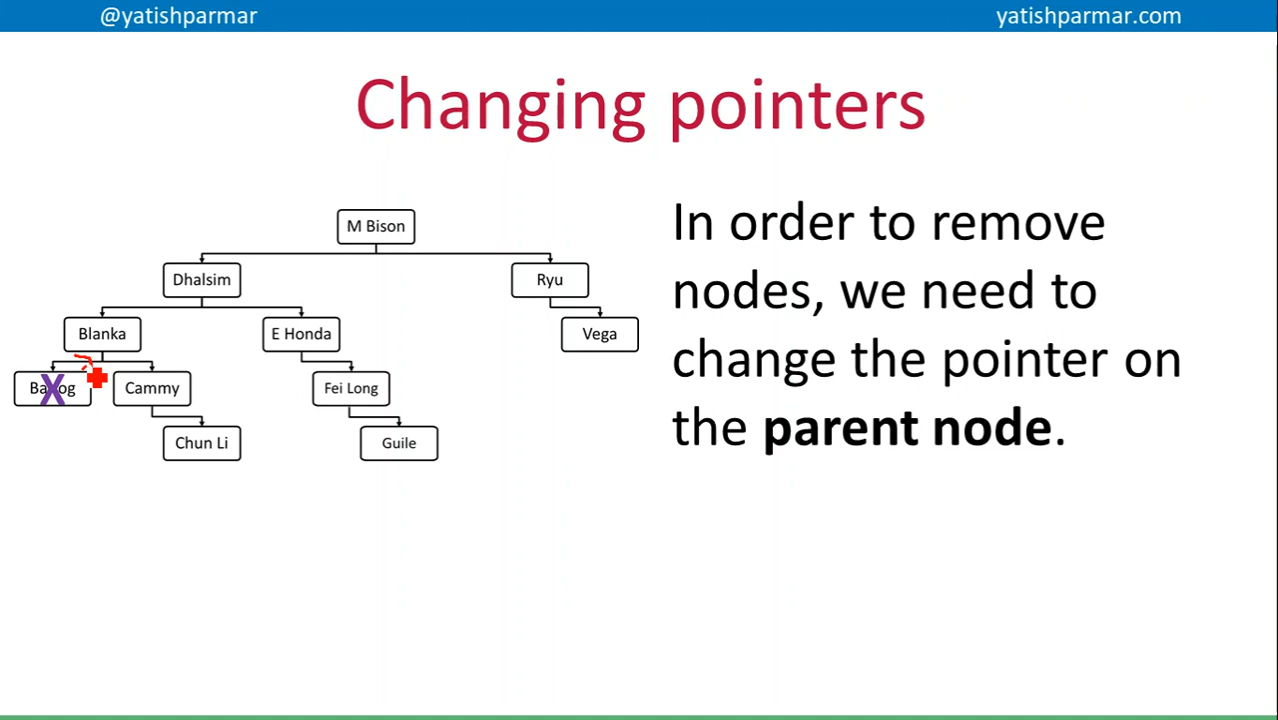 @yatishparmar
yatishparmar.com
Changing pointers
M Bison
Dhalsim
Ryu
Blanka
E Honda
Vega
X
Cammy
Fei Long
Chun Li
Guile
In order to remove
nodes, we need to
change the pointer on
the parent node.